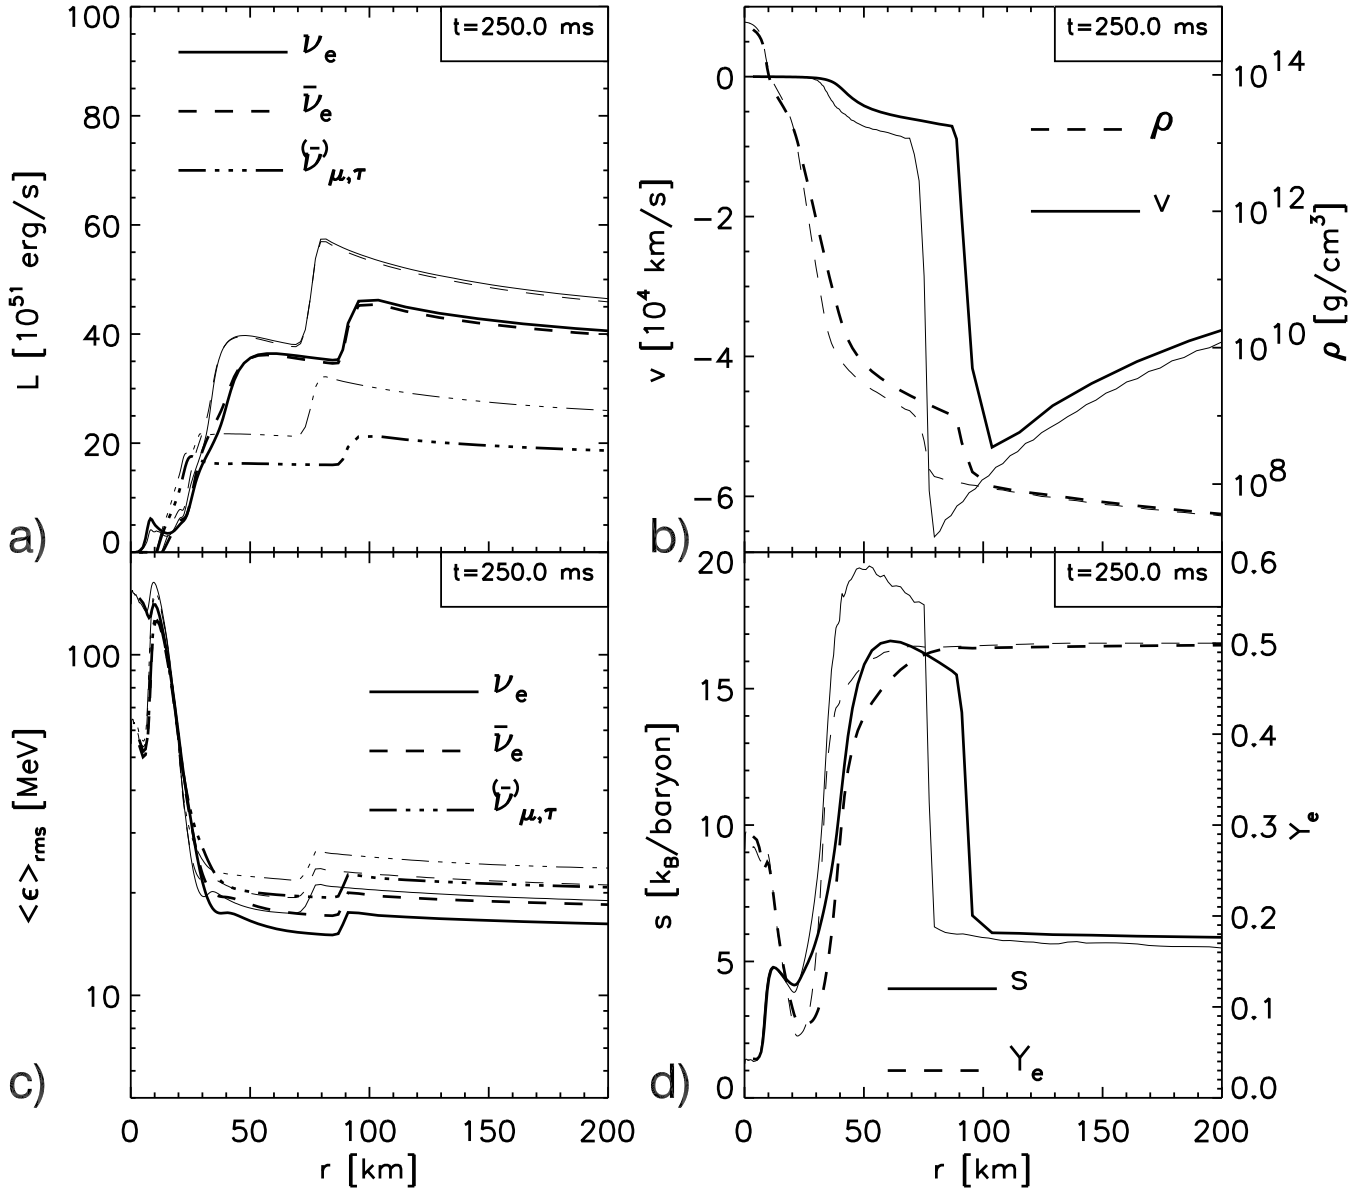 100
80
60
40
20
0
L [10^51 erg/s]
t=250.0 ms
ν_e
ν̄_e
(ν̄)_μ,τ
a)
0
−2
−4
−6
v [10^4 km/s]
t=250.0 ms
ρ
v
10^14
10^12
10^10
10^8
ρ [g/cm^3]
b)
100
10
<ϵ>_rms [MeV]
t=250.0 ms
ν_e
ν̄_e
(ν̄)_μ,τ
c)
0 50 100 150 200
r [km]
20
15
10
5
0
s [k_B/baryon]
t=250.0 ms
s
Y_e
0.6
0.5
0.4
0.3
0.2
0.1
0.0
Y_e
d)
0 50 100 150 200
r [km]